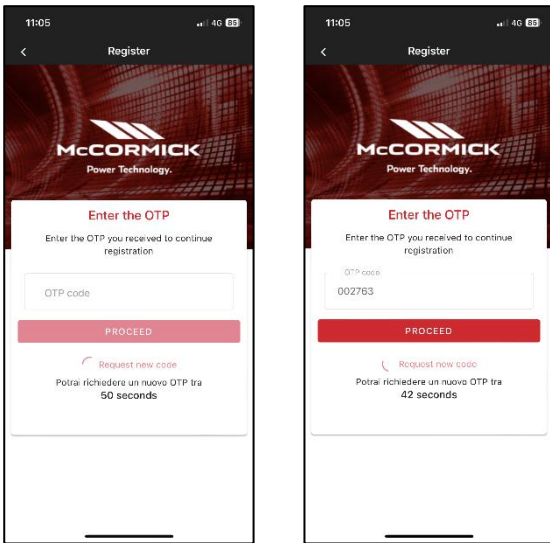 11:05
4G 85
Register
McCORMICK
Power Technology.
Enter the OTP
Enter the OTP you received to continue
registration
OTP code
PROCEED
Request new code
Potrai richiedere un nuovo OTP tra
50 seconds
11:05
4G 85
Register
McCORMICK
Power Technology.
Enter the OTP
Enter the OTP you received to continue
registration
OTP code
002763
PROCEED
Request new code
Potrai richiedere un nuovo OTP tra
42 seconds